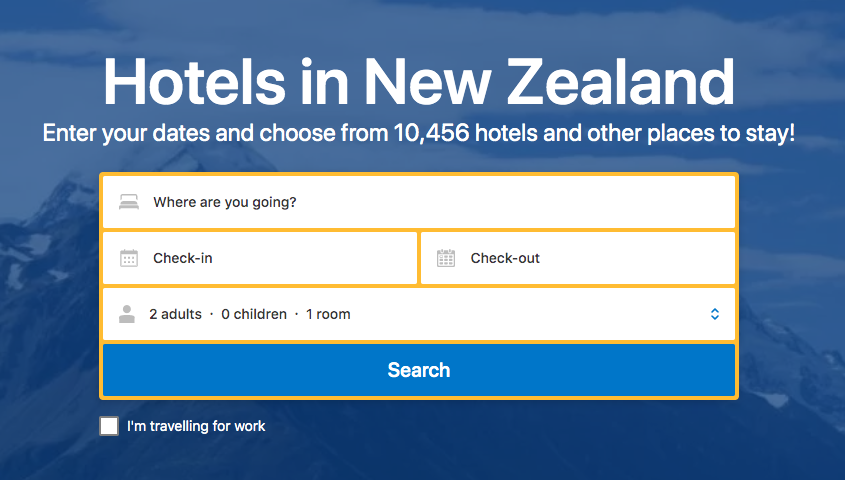 Hotels in New Zealand
Enter your dates and choose from 10,456 hotels and other places to stay!
Where are you going?
Check-in
Check-out
2 adults · 0 children · 1 room
Search
I'm travelling for work